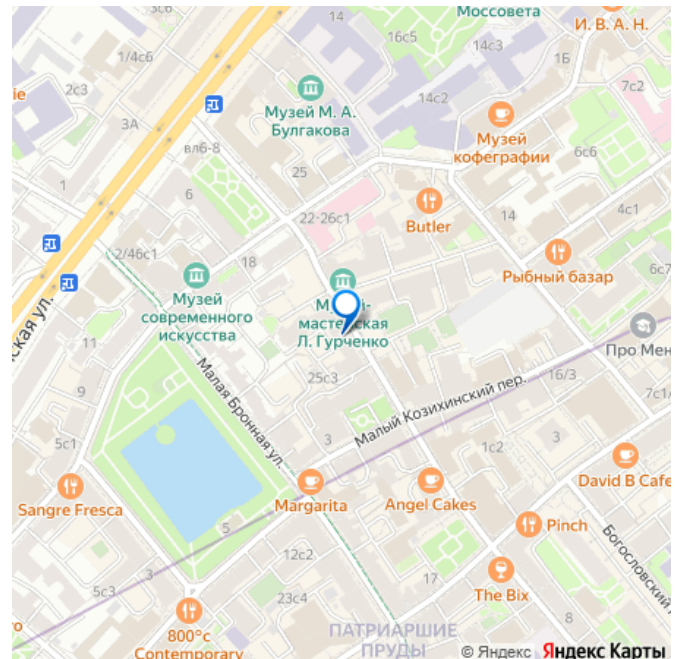 Моссовета
И. В. А. Н.
1/4с6
16с5
14с3
1Б
2с3
7с2
ie
3А
Музей М. А.
Булгакова
14с2
Музей
кофеграфии
вл6-8
6с6
25
1
6
22-26с1
Butler
14
4с1
2/46с1
18
Рыбный базар
6с7
Музей
современного
искусства
мастерская
Л. Гурченко
ская ул.
Про Мен
11
9
Малая Бронная ул.
25с3
Малый Козихинский пер.
16/3
7с1/
5с1
3
1с2
Sangre Fresca
Margarita
Angel Cakes
David B Cafe
5
Pinch
Богословский
5с3
3
12с2
17
The Bix
23с4
8
го
800°с
Contemporary
ПАТРИАРШИЕ
ПРУДЫ
© Яндекс Яндекс Карты